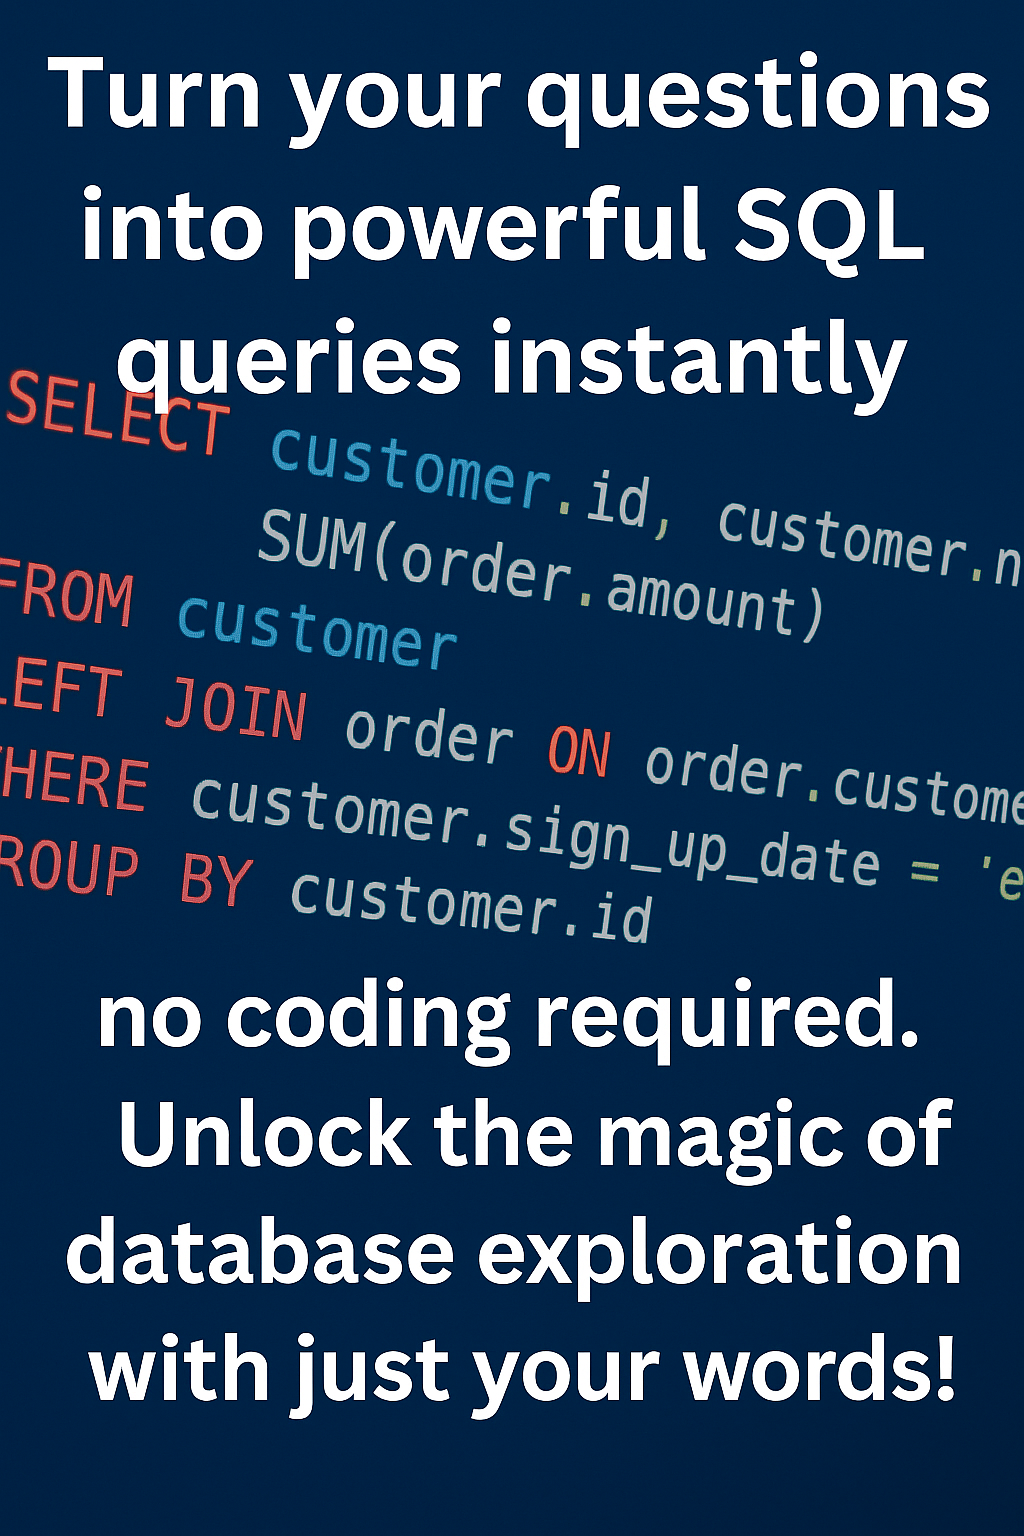 Turn your questions
into powerful SQL
queries instantly
SELECT customer.id, customer.n
SUM(order.amount)
FROM customer
LEFT JOIN order ON order.custome
WHERE customer.sign_up_date = 'e
GROUP BY customer.id
no coding required.
Unlock the magic of
database exploration
with just your words!